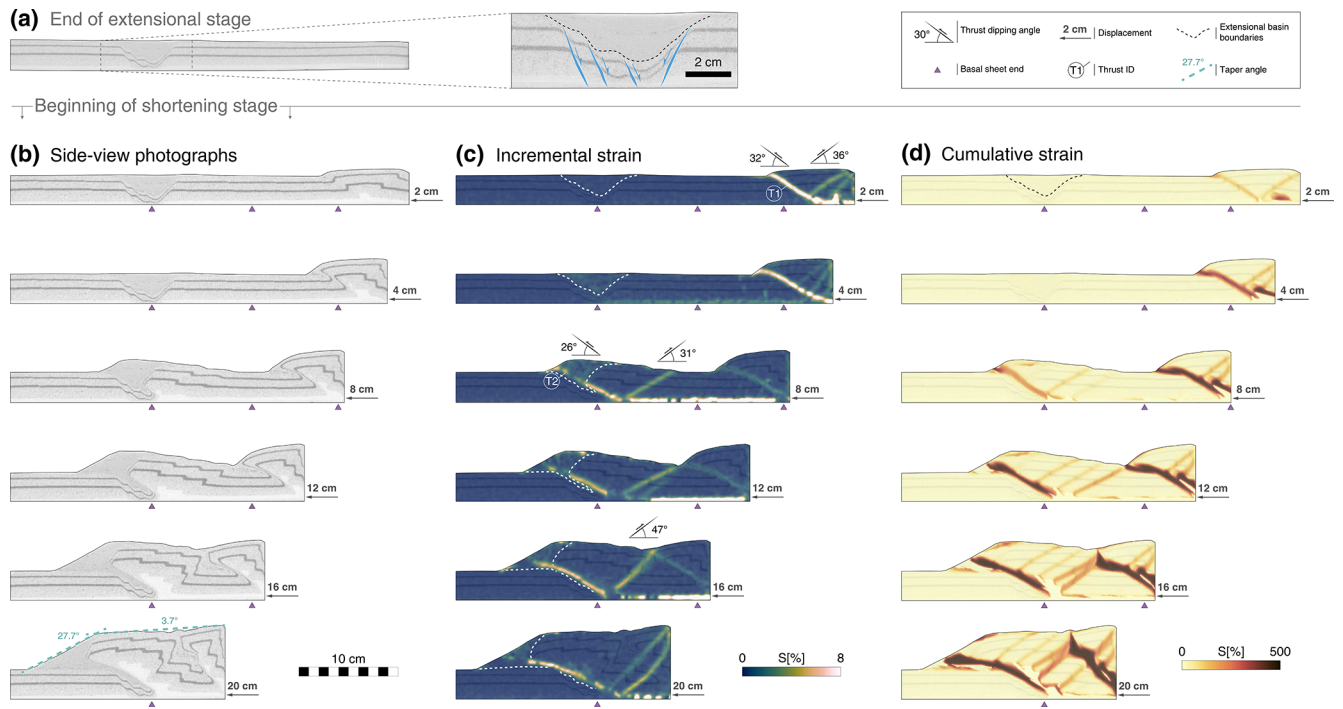 (a) End of extensional stage
2 cm
30° Thrust dipping angle
2 cm Displacement
Extensional basin
boundaries
Basal sheet end
T1 Thrust ID
27.7° Taper angle
Beginning of shortening stage
(b) Side-view photographs
(c) Incremental strain
(d) Cumulative strain
2 cm
32° 36°
T1
2 cm
2 cm
4 cm
4 cm
4 cm
8 cm
26° 31°
T2
8 cm
8 cm
12 cm
12 cm
12 cm
16 cm
47°
16 cm
16 cm
27.7° 3.7°
20 cm
10 cm
20 cm
0 S[%] 8
20 cm
0 S[%] 500